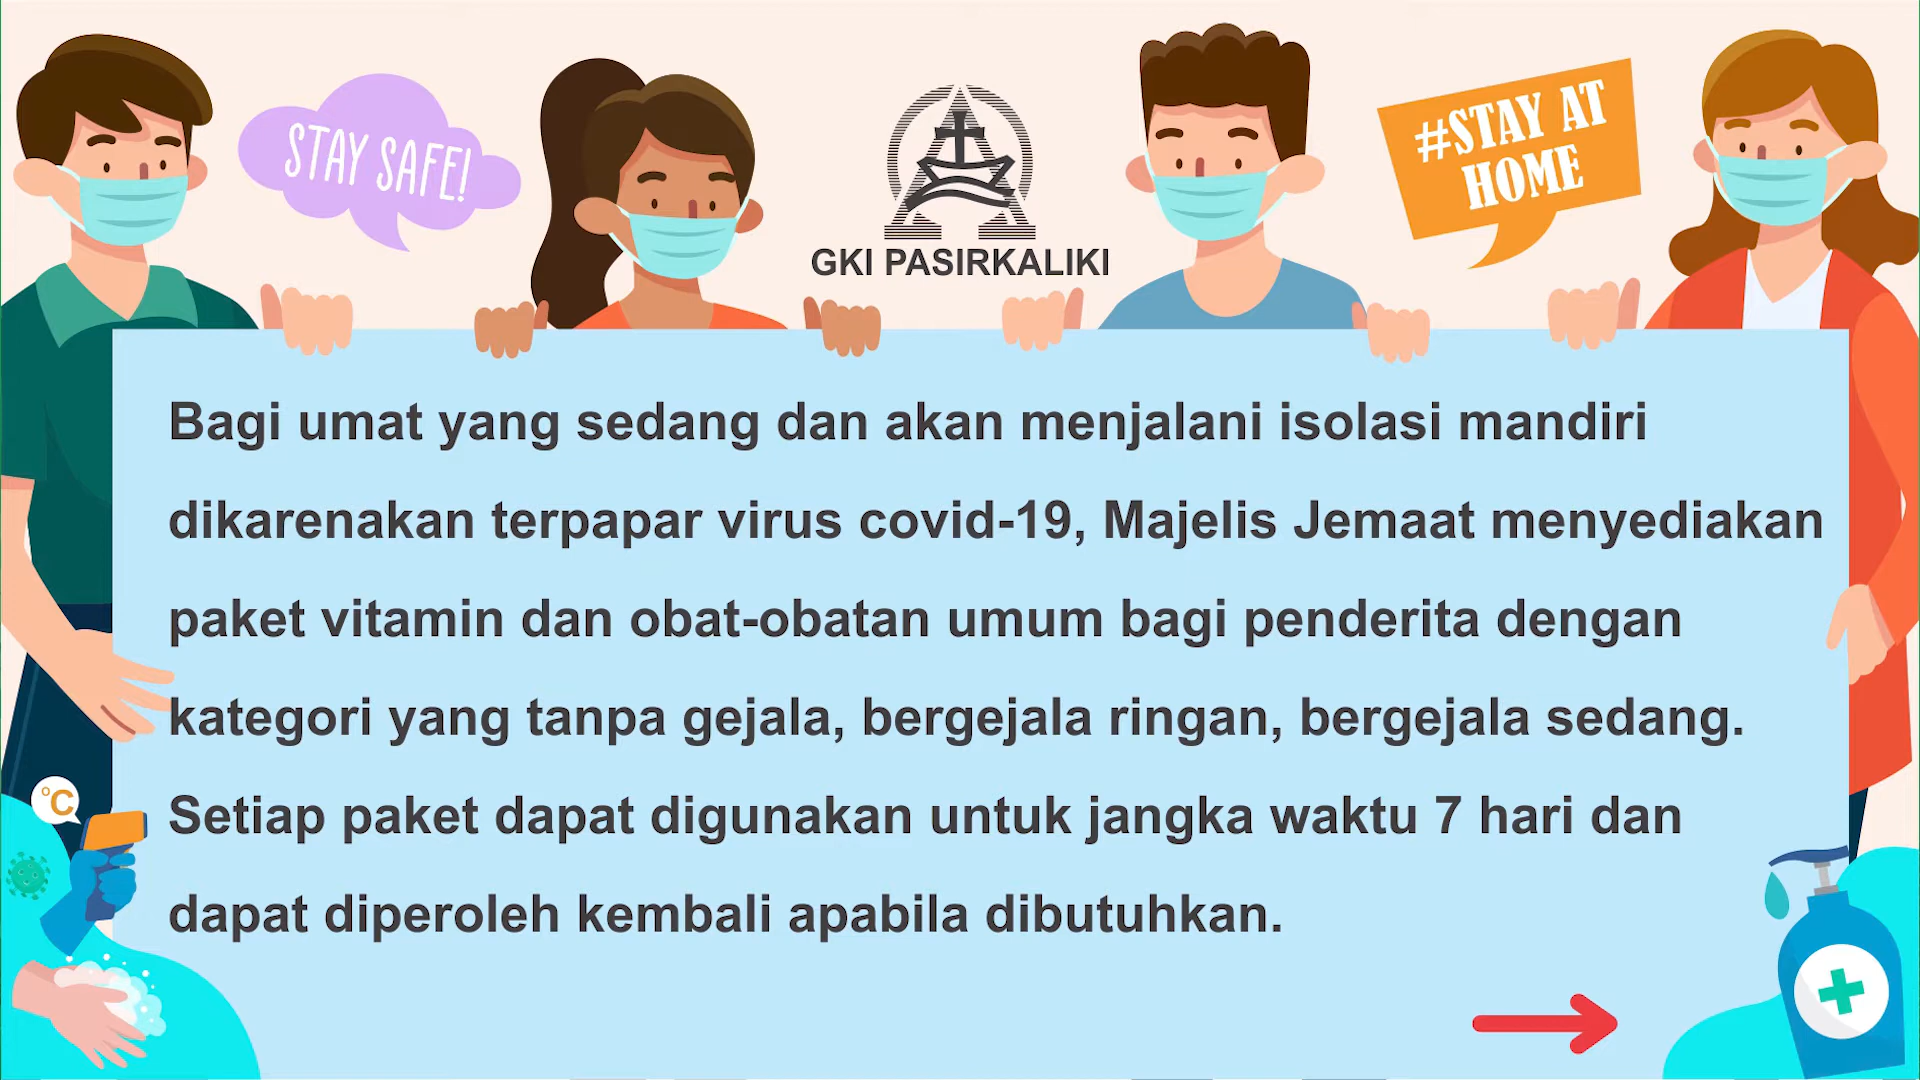 STAY SAFE!
#STAY AT
HOME
GKI PASIRKALIKI
Bagi umat yang sedang dan akan menjalani isolasi mandiri
dikarenakan terpapar virus covid-19, Majelis Jemaat menyediakan
paket vitamin dan obat-obatan umum bagi penderita dengan
kategori yang tanpa gejala, bergejala ringan, bergejala sedang.
Setiap paket dapat digunakan untuk jangka waktu 7 hari dan
dapat diperoleh kembali apabila dibutuhkan.
°C